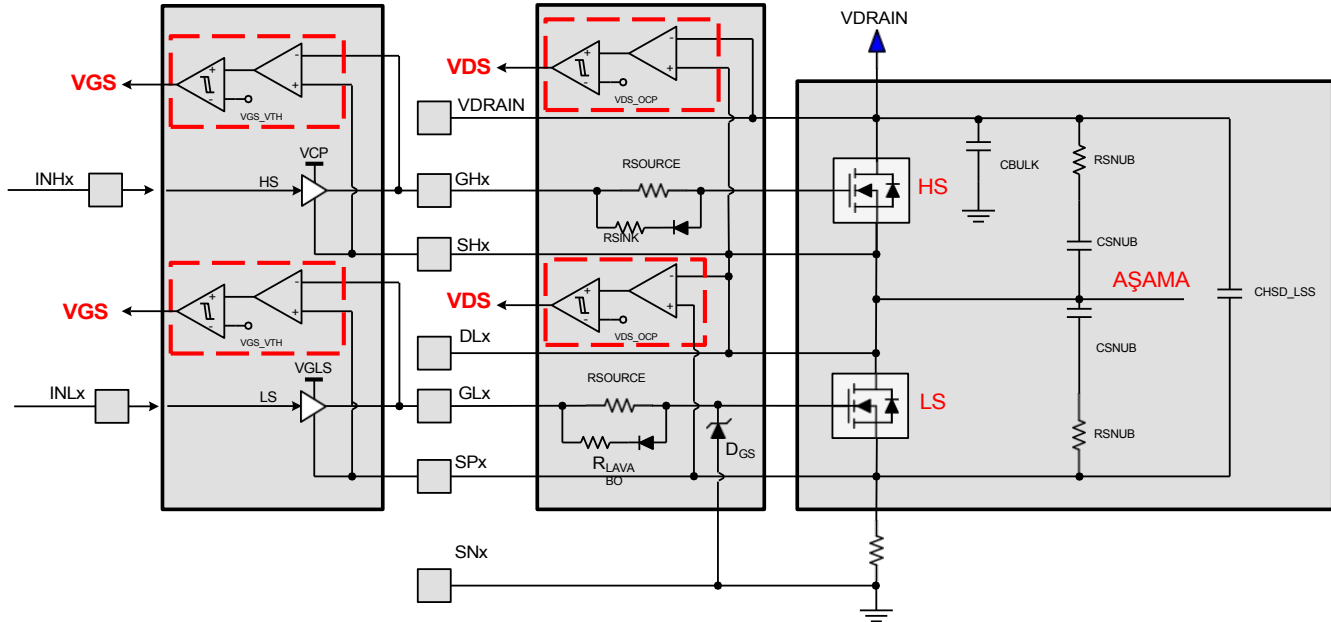 VDRAIN
VGS
VGS_VTH
VDS
VDS_OCP
VDRAIN
VCP
RSOURCE
CBULK
RSNUB
INHx
HS
GHx
HS
RSINK
SHx
CSNUB
AŞAMA
CHSD_LSS
VGS
VGS_VTH
VDS
VDS_OCP
DLx
CSNUB
VGLS
RSOURCE
INLx
LS
GLx
LS
RSNUB
DGS
RLAVA
BO
SPx
SNx